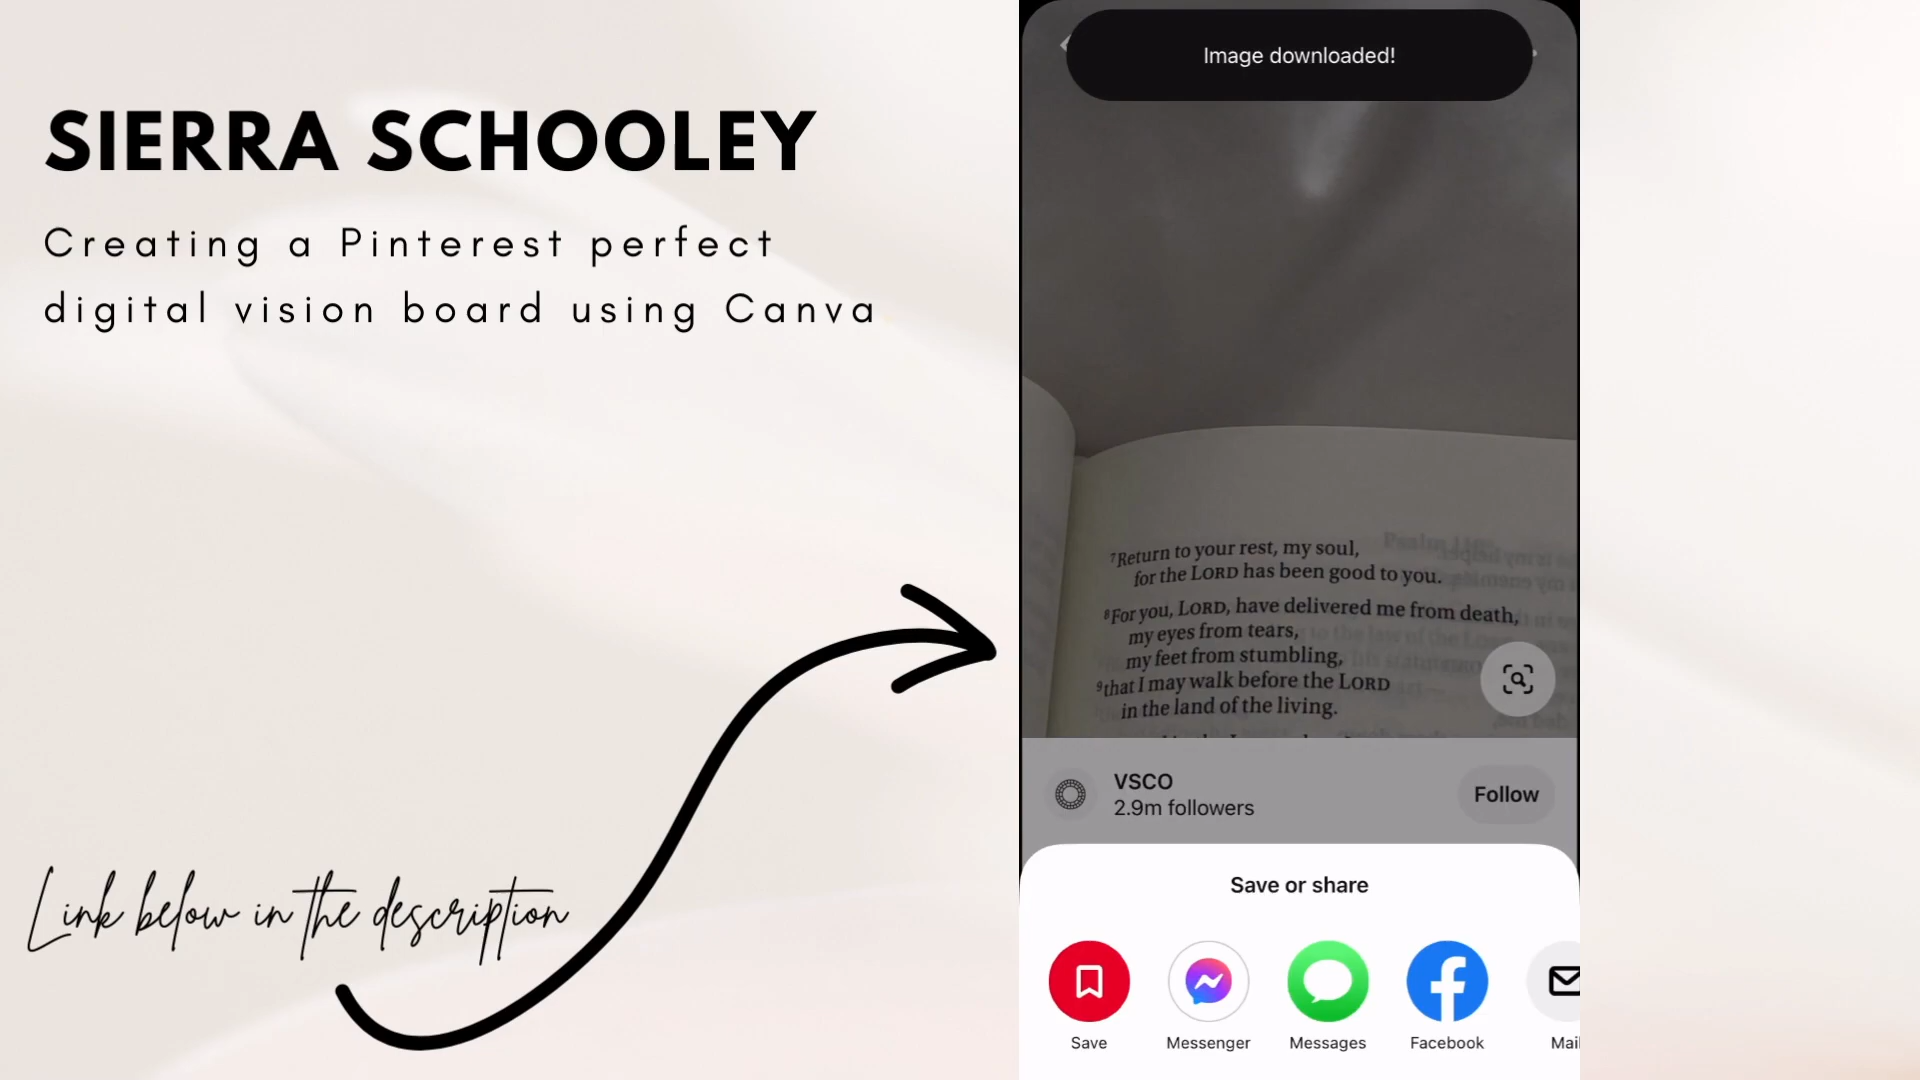 SIERRA SCHOOLEY
Creating a Pinterest perfect
digital vision board using Canva
Link below in the description
Image downloaded!
7Return to your rest, my soul,
for the LORD has been good to you.
8For you, LORD, have delivered me from death,
my eyes from tears,
my feet from stumbling,
9that I may walk before the LORD
in the land of the living.
VSCO
2.9m followers
Follow
Save or share
Save
Messenger
Messages
Facebook
Mail